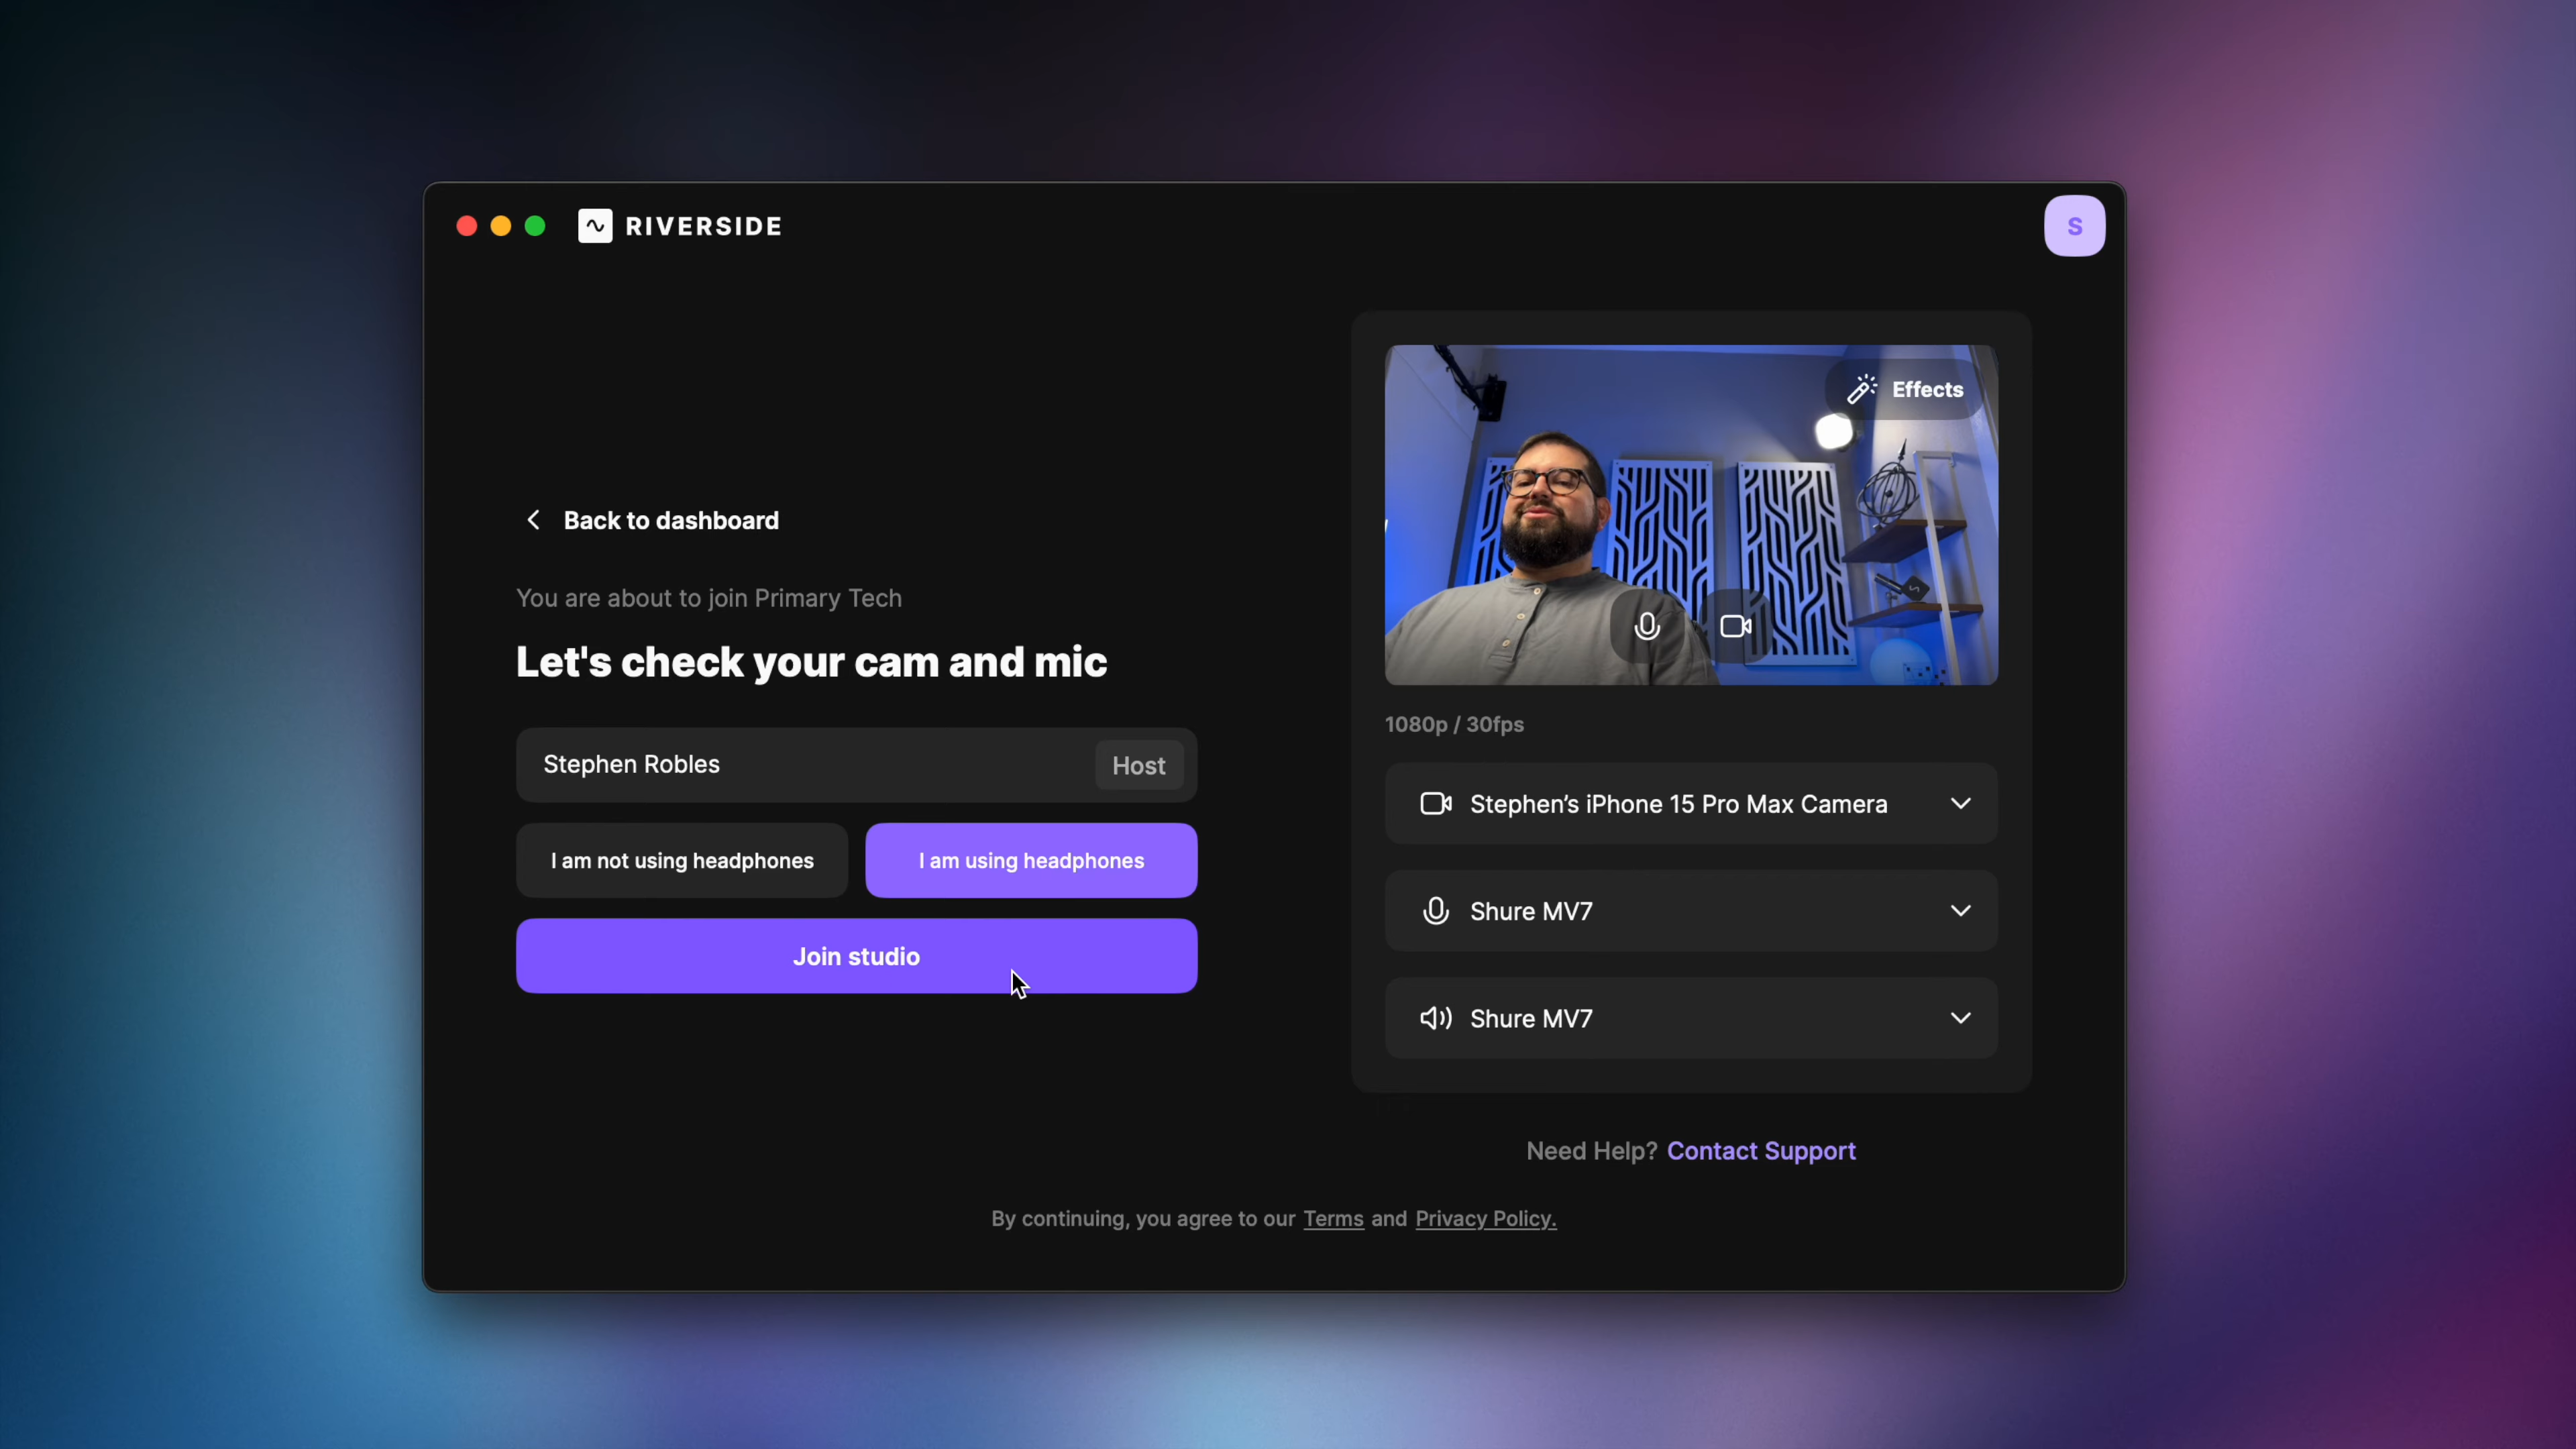 RIVERSIDE
S
Back to dashboard
You are about to join Primary Tech
Let's check your cam and mic
Stephen Robles
Host
I am not using headphones
I am using headphones
Join studio
Effects
1080p / 30fps
Stephen’s iPhone 15 Pro Max Camera
Shure MV7
Shure MV7
Need Help? Contact Support
By continuing, you agree to our Terms and Privacy Policy.